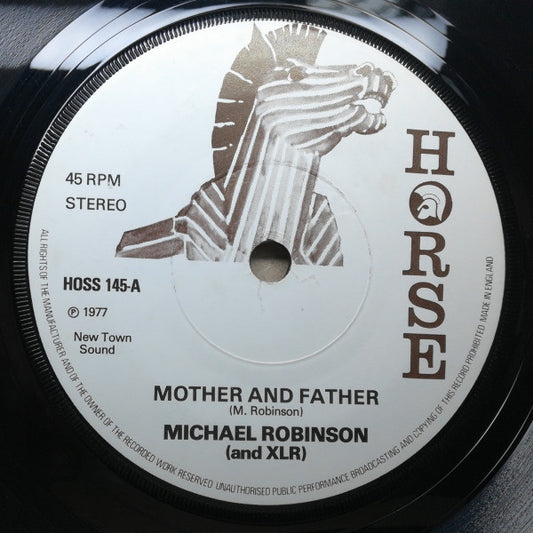 HORSE
45 RPM
STEREO
HOSS 145-A
℗ 1977
New Town
Sound
MOTHER AND FATHER
(M. Robinson)
MICHAEL ROBINSON
(and XLR)
ALL RIGHTS OF THE MANUFACTURER AND OF THE OWNER OF THE RECORDED WORK RESERVED UNAUTHORISED PUBLIC PERFORMANCE BROADCASTING AND COPYING OF THIS RECORD PROHIBITED MADE IN ENGLAND